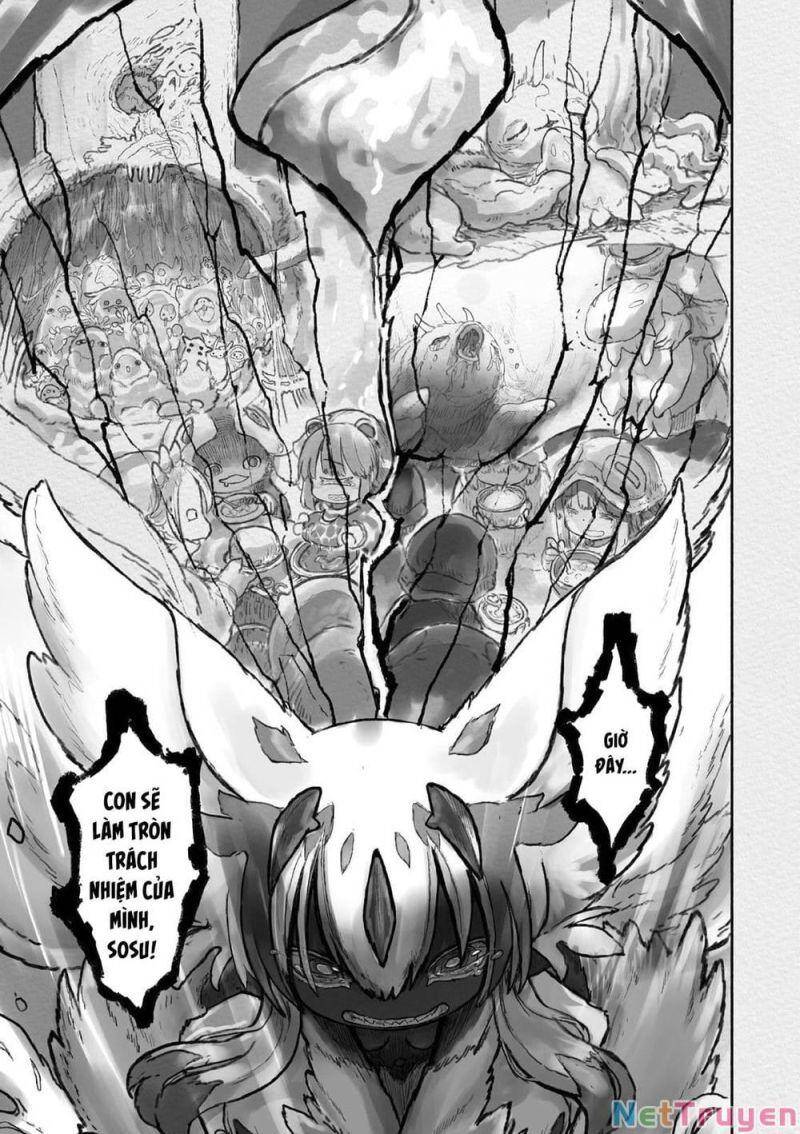 GIỜ
ĐÂY...
CON SẼ
LÀM TRÒN
TRÁCH
NHIỆM CỦA
MÌNH,
SOSU!
NetTruyen